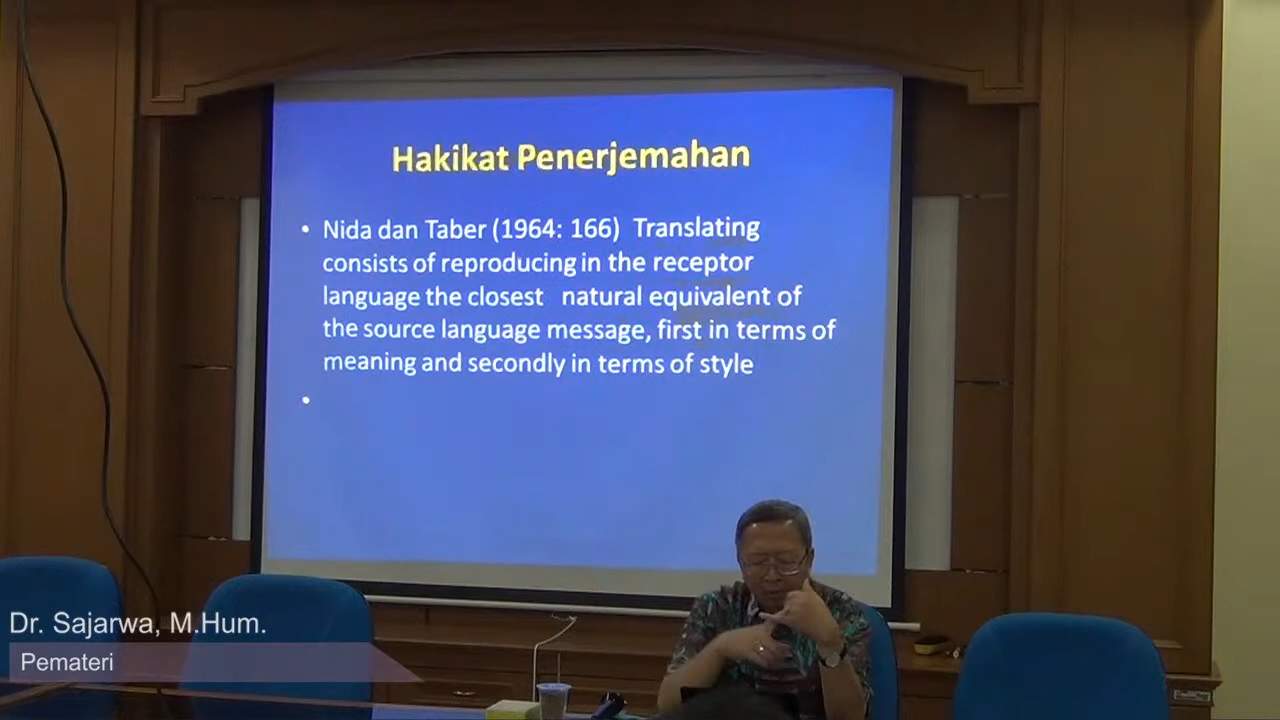 Hakikat Penerjemahan
• Nida dan Taber (1964: 166) Translating
consists of reproducing in the receptor
language the closest natural equivalent of
the source language message, first in terms of
meaning and secondly in terms of style
•
Dr. Sajarwa, M.Hum.
Pemateri